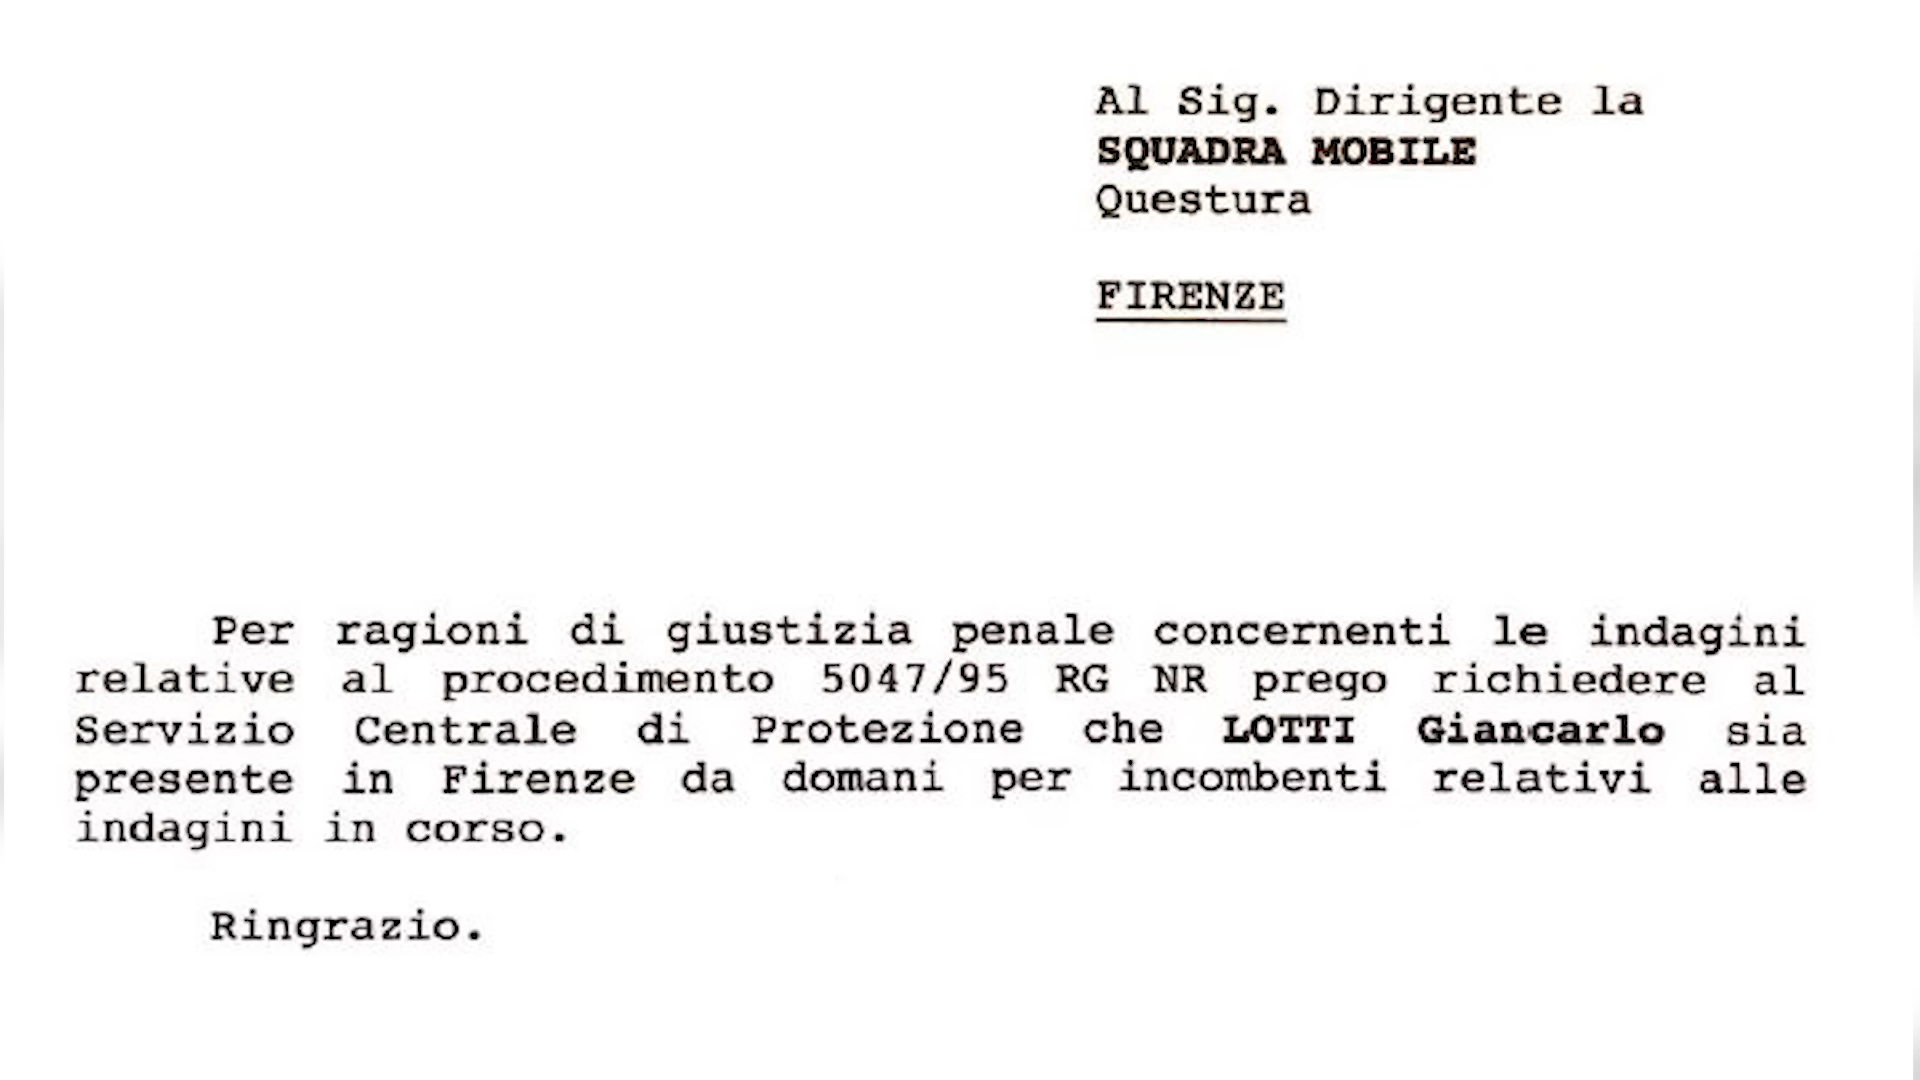 Al Sig. Dirigente la
SQUADRA MOBILE
Questura
FIRENZE
Per ragioni di giustizia penale concernenti le indagini
relative al procedimento 5047/95 RG NR prego richiedere al
Servizio Centrale di Protezione che LOTTI Giancarlo sia
presente in Firenze da domani per incombenti relativi alle
indagini in corso.
Ringrazio.